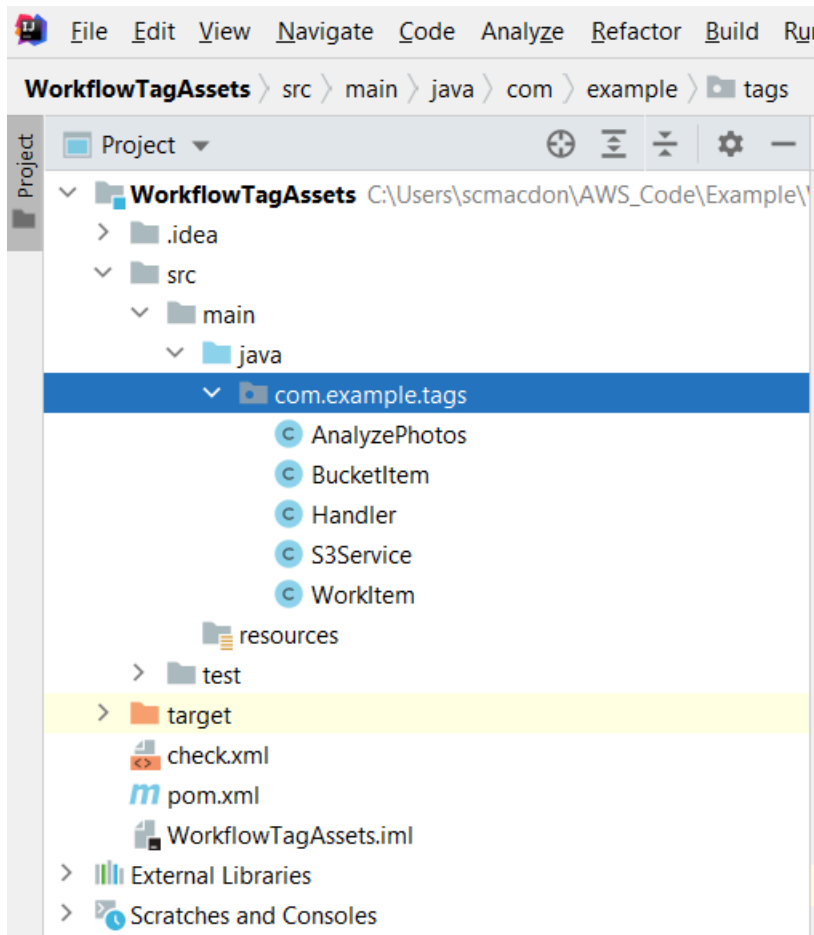 File Edit View Navigate Code Analyze Refactor Build Ru
WorkflowTagAssets src main java com example tags
Project
Project
WorkflowTagAssets C:\Users\scmacdon\AWS_Code\Example\
.idea
src
main
java
com.example.tags
C AnalyzePhotos
C BucketItem
C Handler
C S3Service
C WorkItem
resources
test
target
check.xml
m pom.xml
WorkflowTagAssets.iml
External Libraries
Scratches and Consoles